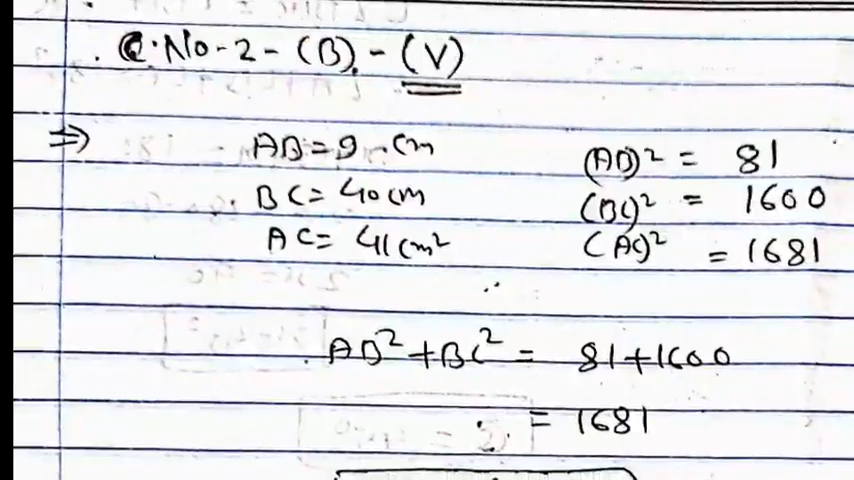 Q. No - 2 - (B) - (V)
⇒ AB = 9 cm (AB)² = 81
BC = 40 cm (BC)² = 1600
AC = 41 cm² (AC)² = 1681
AB² + BC² = 81 + 1600
= 1681